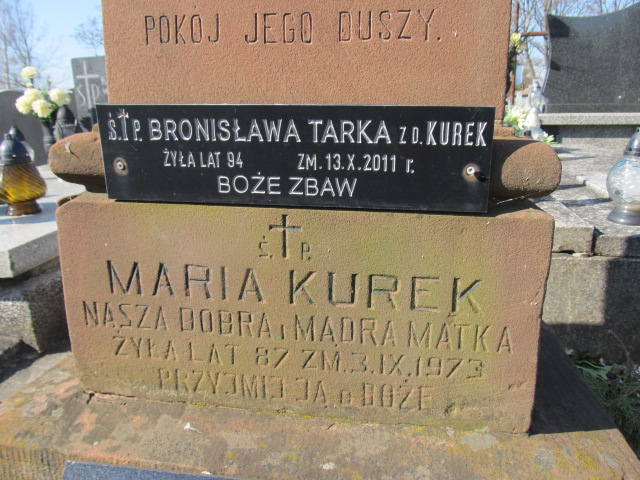 POKÓJ JEGO DUSZY.
Ś.†P. BRONISŁAWA TARKA Z D. KUREK
ŻYŁA LAT 94 ZM. 13.X.2011 r.
BOŻE ZBAW
Ś.†P.
MARIA KUREK
NASZA DOBRA i MĄDRA MATKA
ŻYŁA LAT 87 ZM.3.IX.1973
PRZYJMIJ JĄ o BOŻE